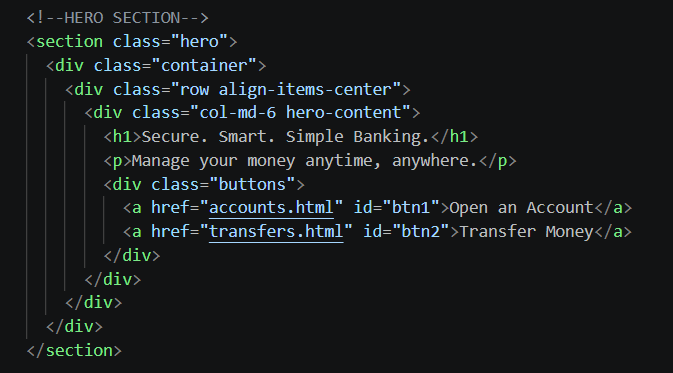 <!--HERO SECTION-->
<section class="hero">
<div class="container">
<div class="row align-items-center">
<div class="col-md-6 hero-content">
<h1>Secure. Smart. Simple Banking.</h1>
<p>Manage your money anytime, anywhere.</p>
<div class="buttons">
<a href="accounts.html" id="btn1">Open an Account</a>
<a href="transfers.html" id="btn2">Transfer Money</a>
</div>
</div>
</div>
</div>
</section>